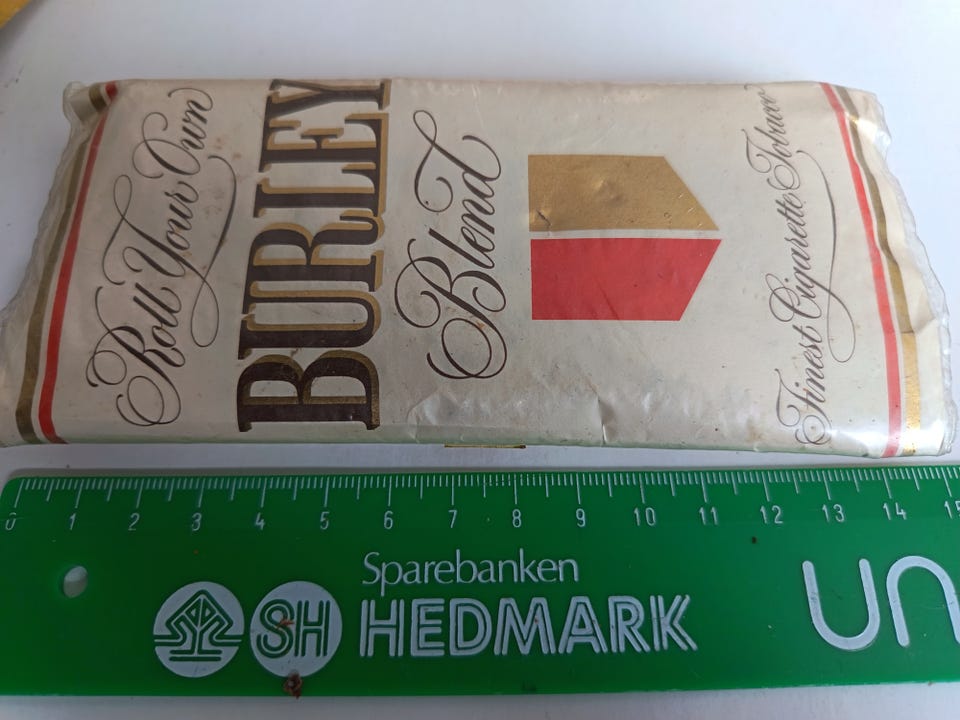 Roll Your Own
BURLEY
Blend
Finest Cigarette Tobacco
0 1 2 3 4 5 6 7 8 9 10 11 12 13 14 15
Sparebanken
SH HEDMARK
un